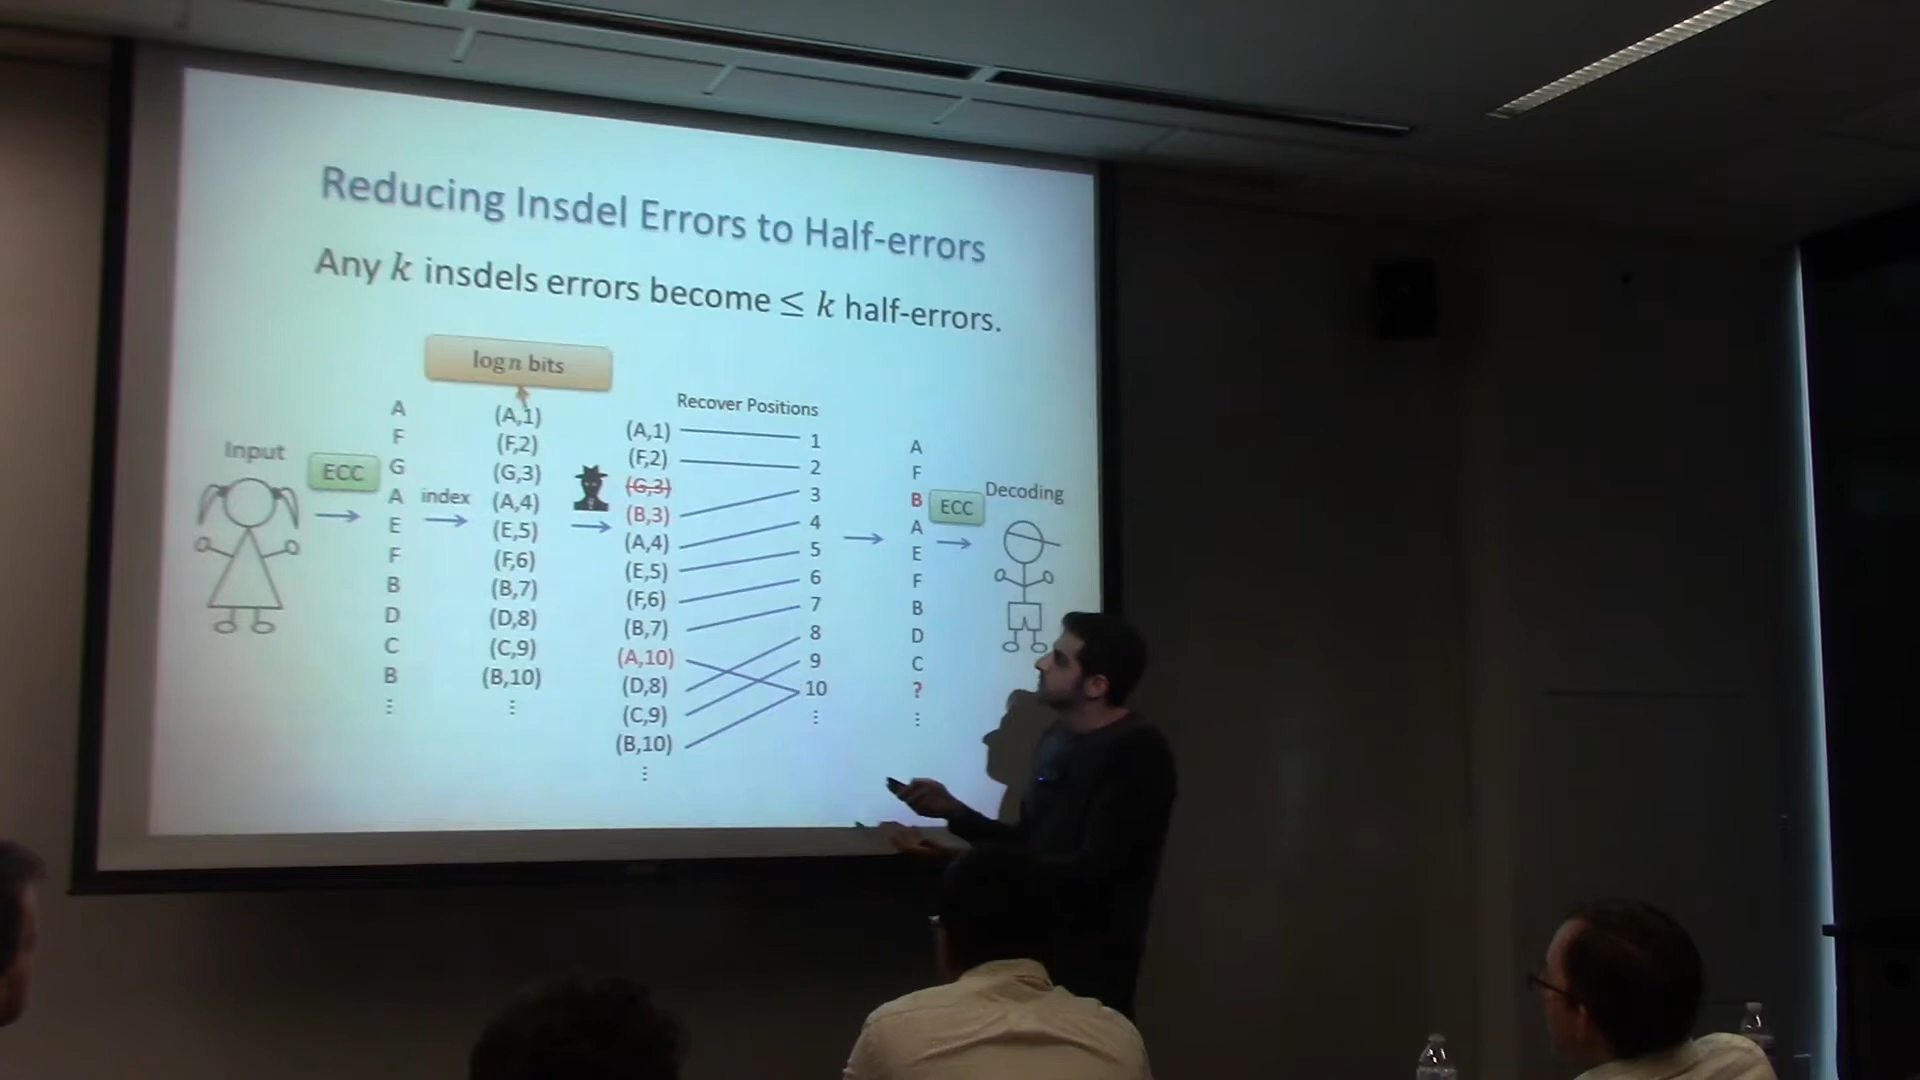 Reducing Insdel Errors to Half-errors
Any k insdels errors become ≤ k half-errors.
log n bits
Input
ECC
A
F
G
A
E
F
B
D
C
B
⋮
index
(A,1)
(F,2)
(G,3)
(A,4)
(E,5)
(F,6)
(B,7)
(D,8)
(C,9)
(B,10)
⋮
(A,1)
(F,2)
(G,3)
(B,3)
(A,4)
(E,5)
(F,6)
(B,7)
(A,10)
(D,8)
(C,9)
(B,10)
⋮
Recover Positions
1
2
3
4
5
6
7
8
9
10
⋮
A
F
B
A
E
F
B
D
C
?
⋮
ECC
Decoding